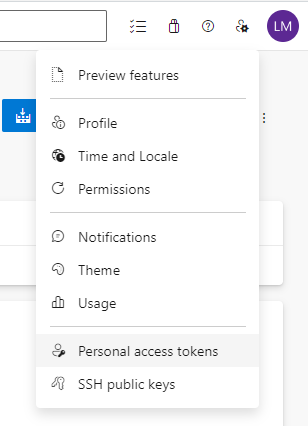 LM
Preview features
Profile
Time and Locale
Permissions
Notifications
Theme
Usage
Personal access tokens
SSH public keys